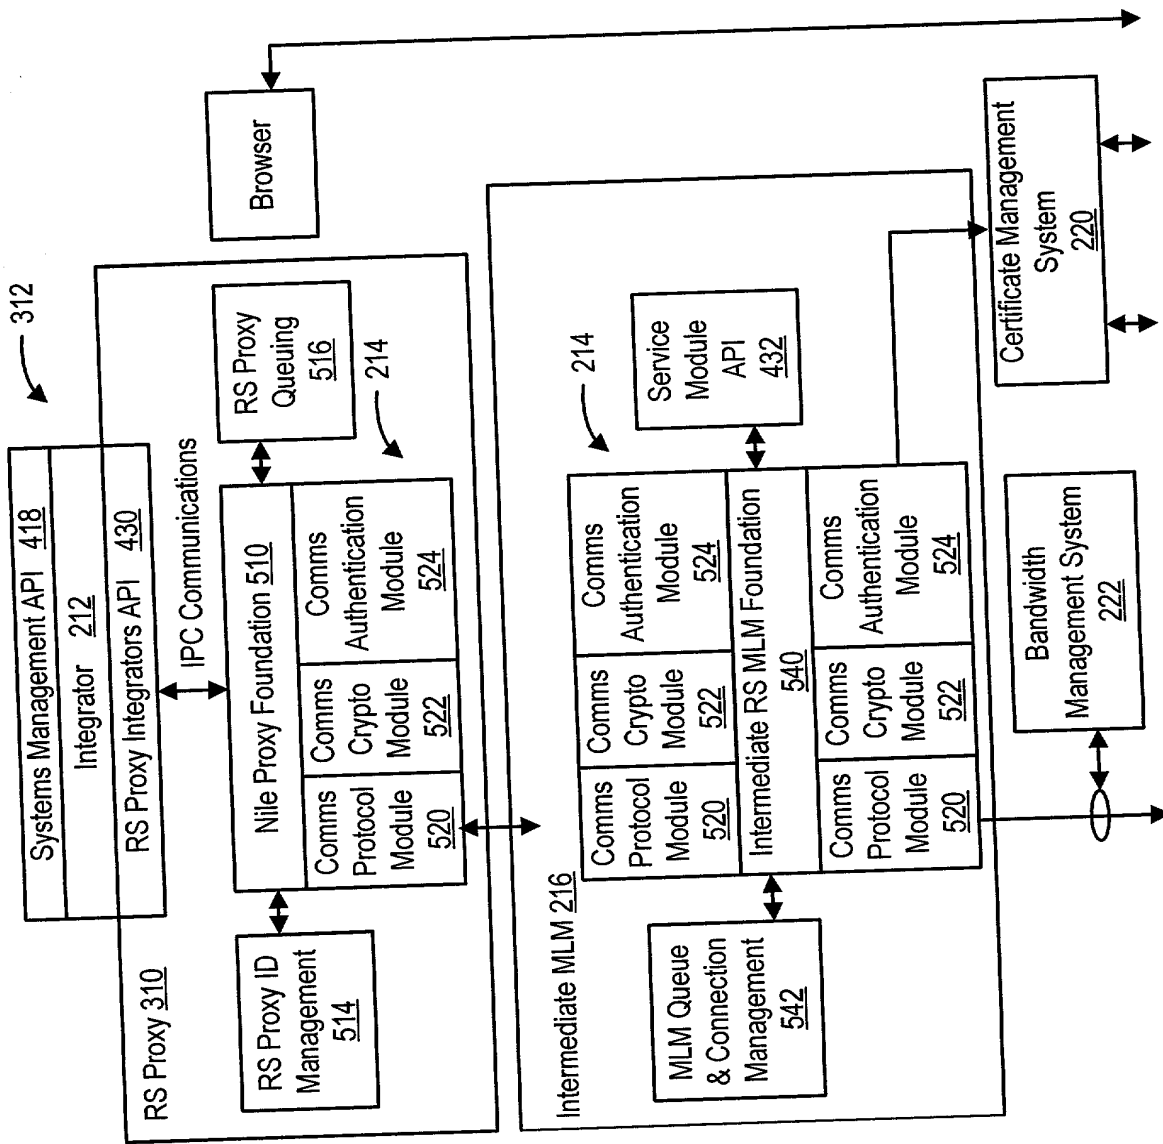 312
Systems Management API 418
Integrator 212
RS Proxy Integrators API 430
RS Proxy 310
IPC Communications
Browser
RS Proxy ID
Management
514
Nile Proxy Foundation 510
RS Proxy
Queuing
516
Comms
Protocol
Module
520
Comms
Crypto
Module
522
Comms
Authentication
Module
524
214
Intermediate MLM 216
214
Comms
Protocol
Module
520
Comms
Crypto
Module
522
Comms
Authentication
Module
524
MLM Queue
& Connection
Management
542
Intermediate RS MLM Foundation
540
Service
Module
API
432
Comms
Protocol
Module
520
Comms
Crypto
Module
522
Comms
Authentication
Module
524
Bandwidth
Management System
222
Certificate Management
System
220